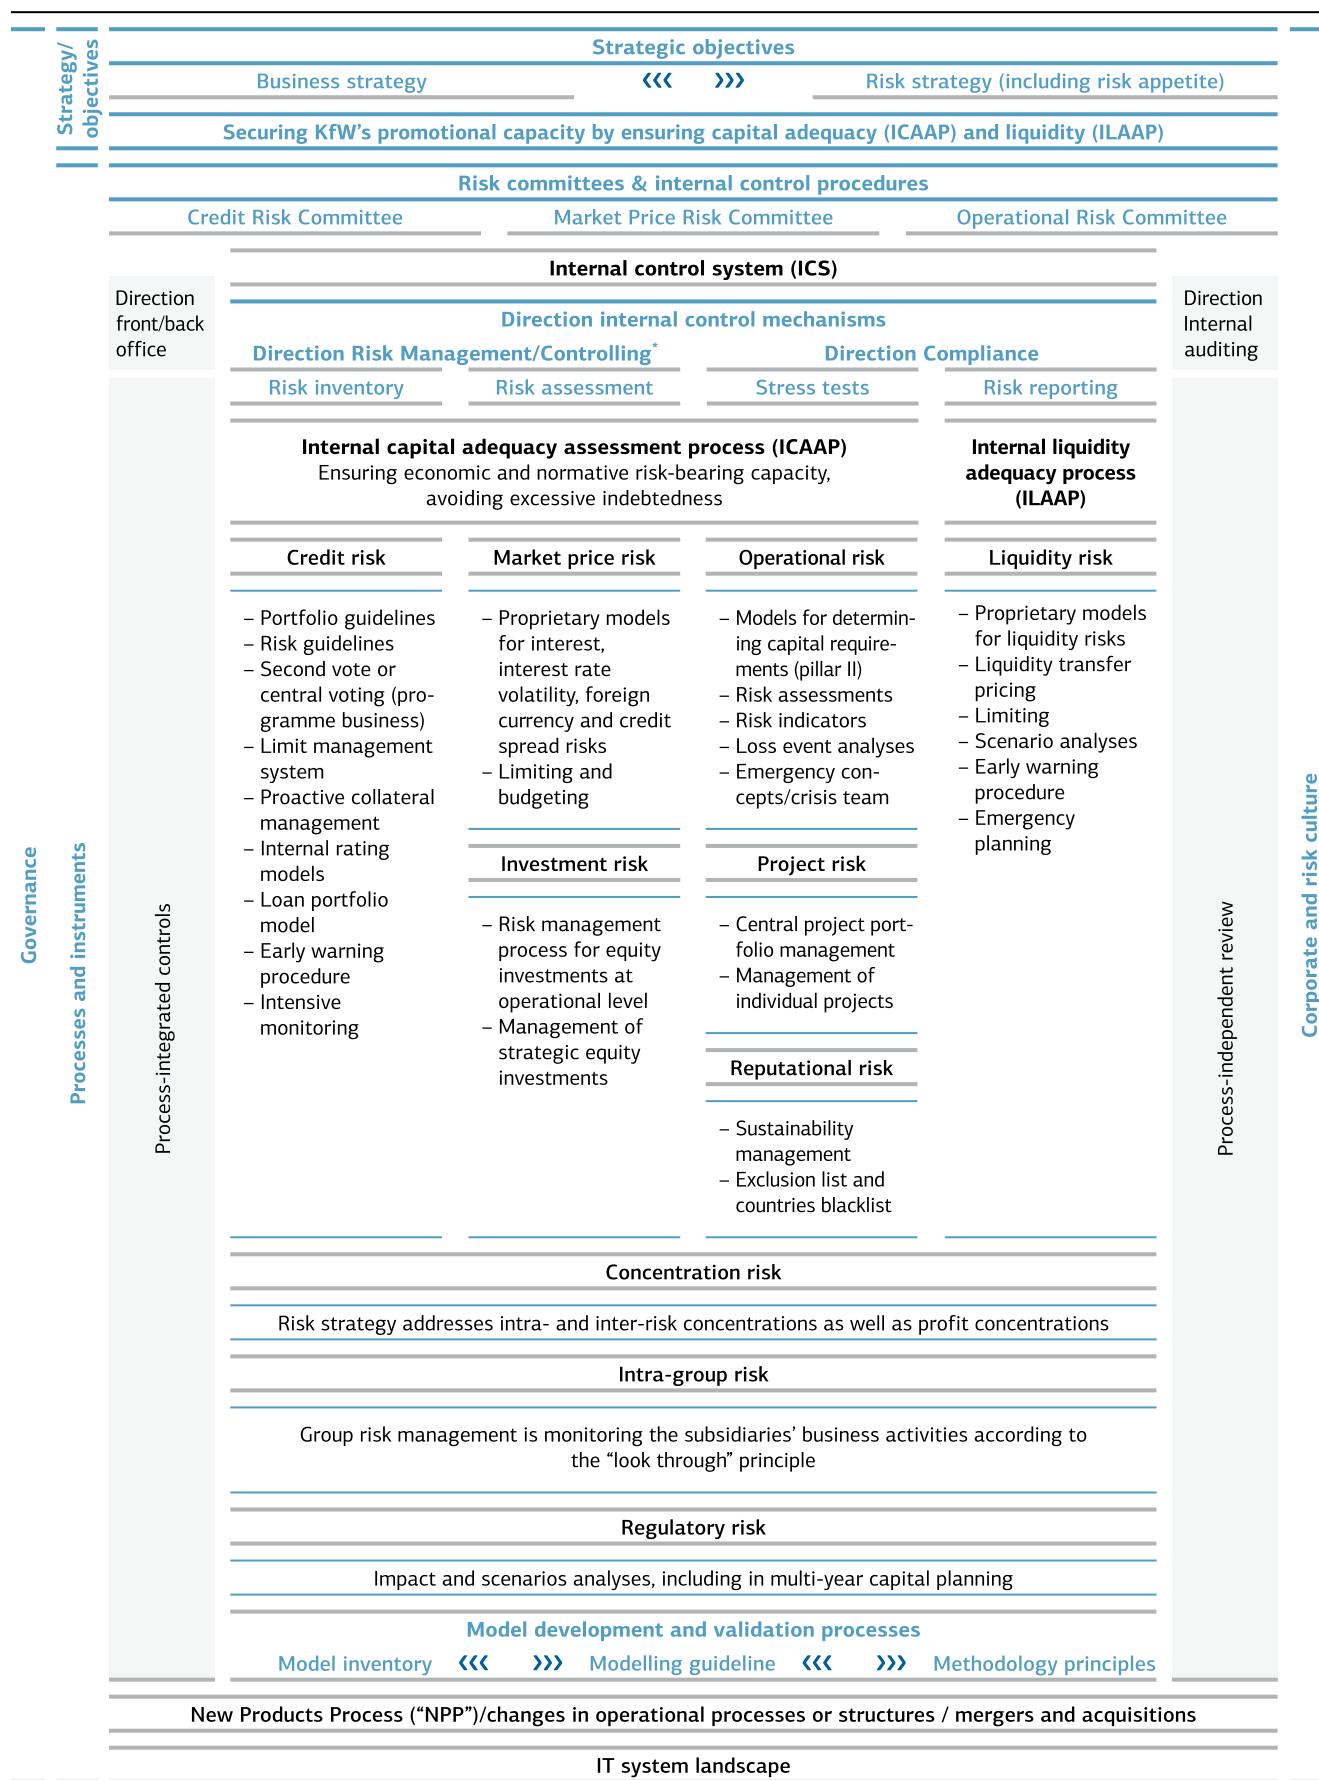 Strategy/
objectives
Strategic objectives
Business strategy
‹‹‹ ›››
Risk strategy (including risk appetite)
Securing KfW’s promotional capacity by ensuring capital adequacy (ICAAP) and liquidity (ILAAP)
Governance
Processes and instruments
Corporate and risk culture
Risk committees & internal control procedures
Credit Risk Committee
Market Price Risk Committee
Operational Risk Committee
Internal control system (ICS)
Direction
front/back
office
Process-integrated controls
Direction
Internal
auditing
Process-independent review
Direction internal control mechanisms
Direction Risk Management/Controlling*
Direction Compliance
Risk inventory
Risk assessment
Stress tests
Risk reporting
Internal capital adequacy assessment process (ICAAP)
Ensuring economic and normative risk-bearing capacity,
avoiding excessive indebtedness
Internal liquidity
adequacy process
(ILAAP)
Credit risk
– Portfolio guidelines
– Risk guidelines
– Second vote or
central voting (pro-
gramme business)
– Limit management
system
– Proactive collateral
management
– Internal rating
models
– Loan portfolio
model
– Early warning
procedure
– Intensive
monitoring
Market price risk
– Proprietary models
for interest,
interest rate
volatility, foreign
currency and credit
spread risks
– Limiting and
budgeting
Investment risk
– Risk management
process for equity
investments at
operational level
– Management of
strategic equity
investments
Operational risk
– Models for determin-
ing capital require-
ments (pillar II)
– Risk assessments
– Risk indicators
– Loss event analyses
– Emergency con-
cepts/crisis team
Project risk
– Central project port-
folio management
– Management of
individual projects
Reputational risk
– Sustainability
management
– Exclusion list and
countries blacklist
Liquidity risk
– Proprietary models
for liquidity risks
– Liquidity transfer
pricing
– Limiting
– Scenario analyses
– Early warning
procedure
– Emergency
planning
Concentration risk
Risk strategy addresses intra- and inter-risk concentrations as well as profit concentrations
Intra-group risk
Group risk management is monitoring the subsidiaries’ business activities according to
the “look through” principle
Regulatory risk
Impact and scenarios analyses, including in multi-year capital planning
Model development and validation processes
Model inventory ‹‹‹ ››› Modelling guideline ‹‹‹ ››› Methodology principles
New Products Process (“NPP”)/changes in operational processes or structures / mergers and acquisitions
IT system landscape